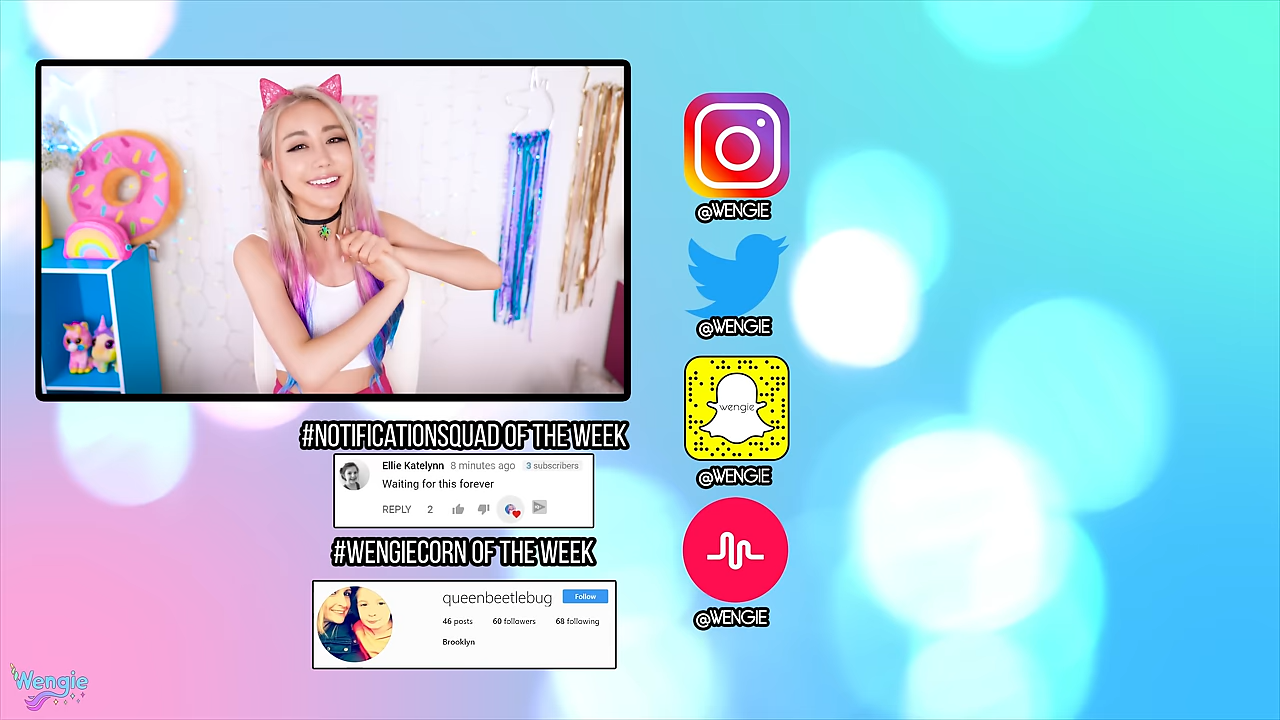 @WENGIE
@WENGIE
wengie
@WENGIE
@WENGIE
#NOTIFICATIONSQUAD OF THE WEEK
Ellie Katelynn 8 minutes ago 3 subscribers
Waiting for this forever
REPLY 2
#WENGIECORN OF THE WEEK
queenbeetlebug Follow
46 posts 60 followers 68 following
Brooklyn
Wengie